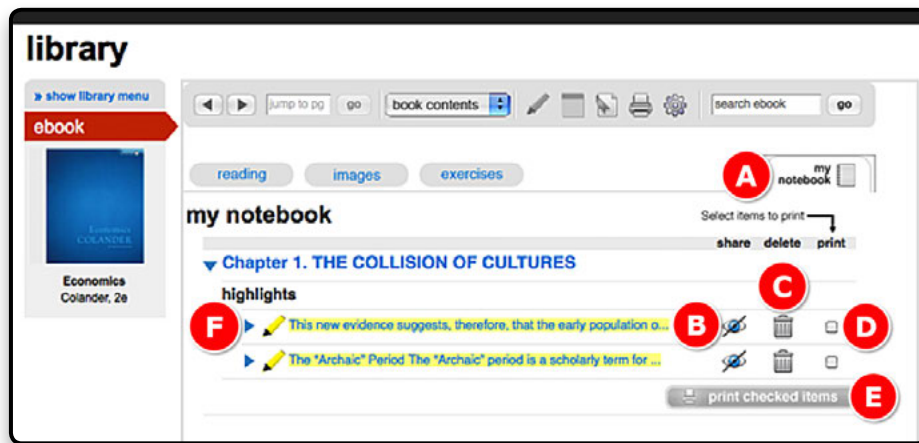 library
» show library menu
ebook
Economics
COLANDER
Economics
Colander, 2e
jump to pg
go
book contents
search ebook
go
reading
images
exercises
A
my
notebook
my notebook
Select items to print
share delete print
Chapter 1. THE COLLISION OF CULTURES
highlights
C
F
This new evidence suggests, therefore, that the early population o...
B
D
The "Archaic" Period The "Archaic" period is a scholarly term for ...
print checked items
E